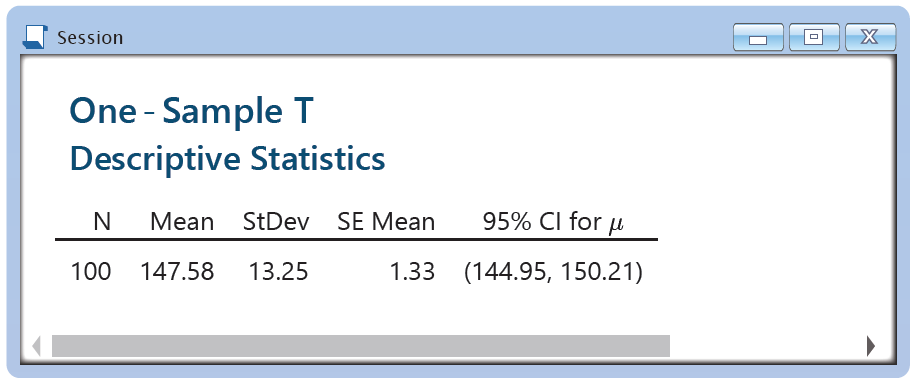 Session
One-Sample T
Descriptive Statistics
N Mean StDev SE Mean 95% CI for μ
100 147.58 13.25 1.33 (144.95, 150.21)